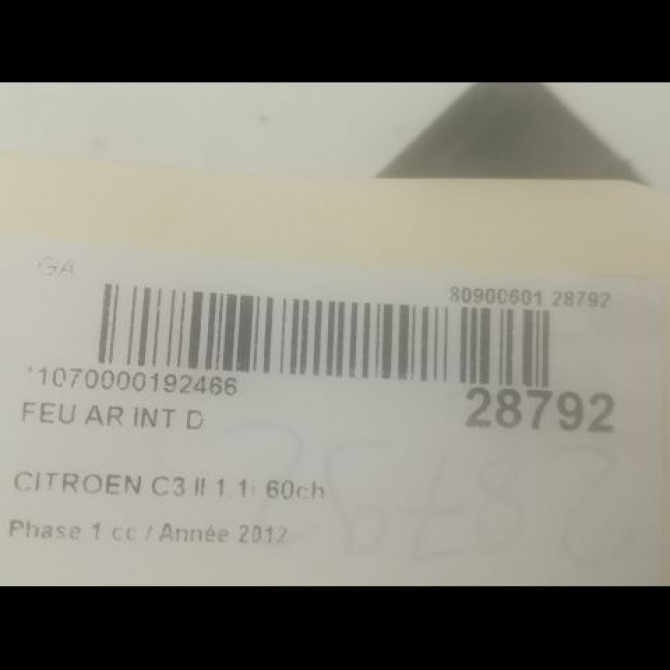 GA
80900601 28792
*1070000192466
28792
FEU AR INT D
CITROEN C3 II 1.1i 60ch
Phase 1 cc / Année 2012